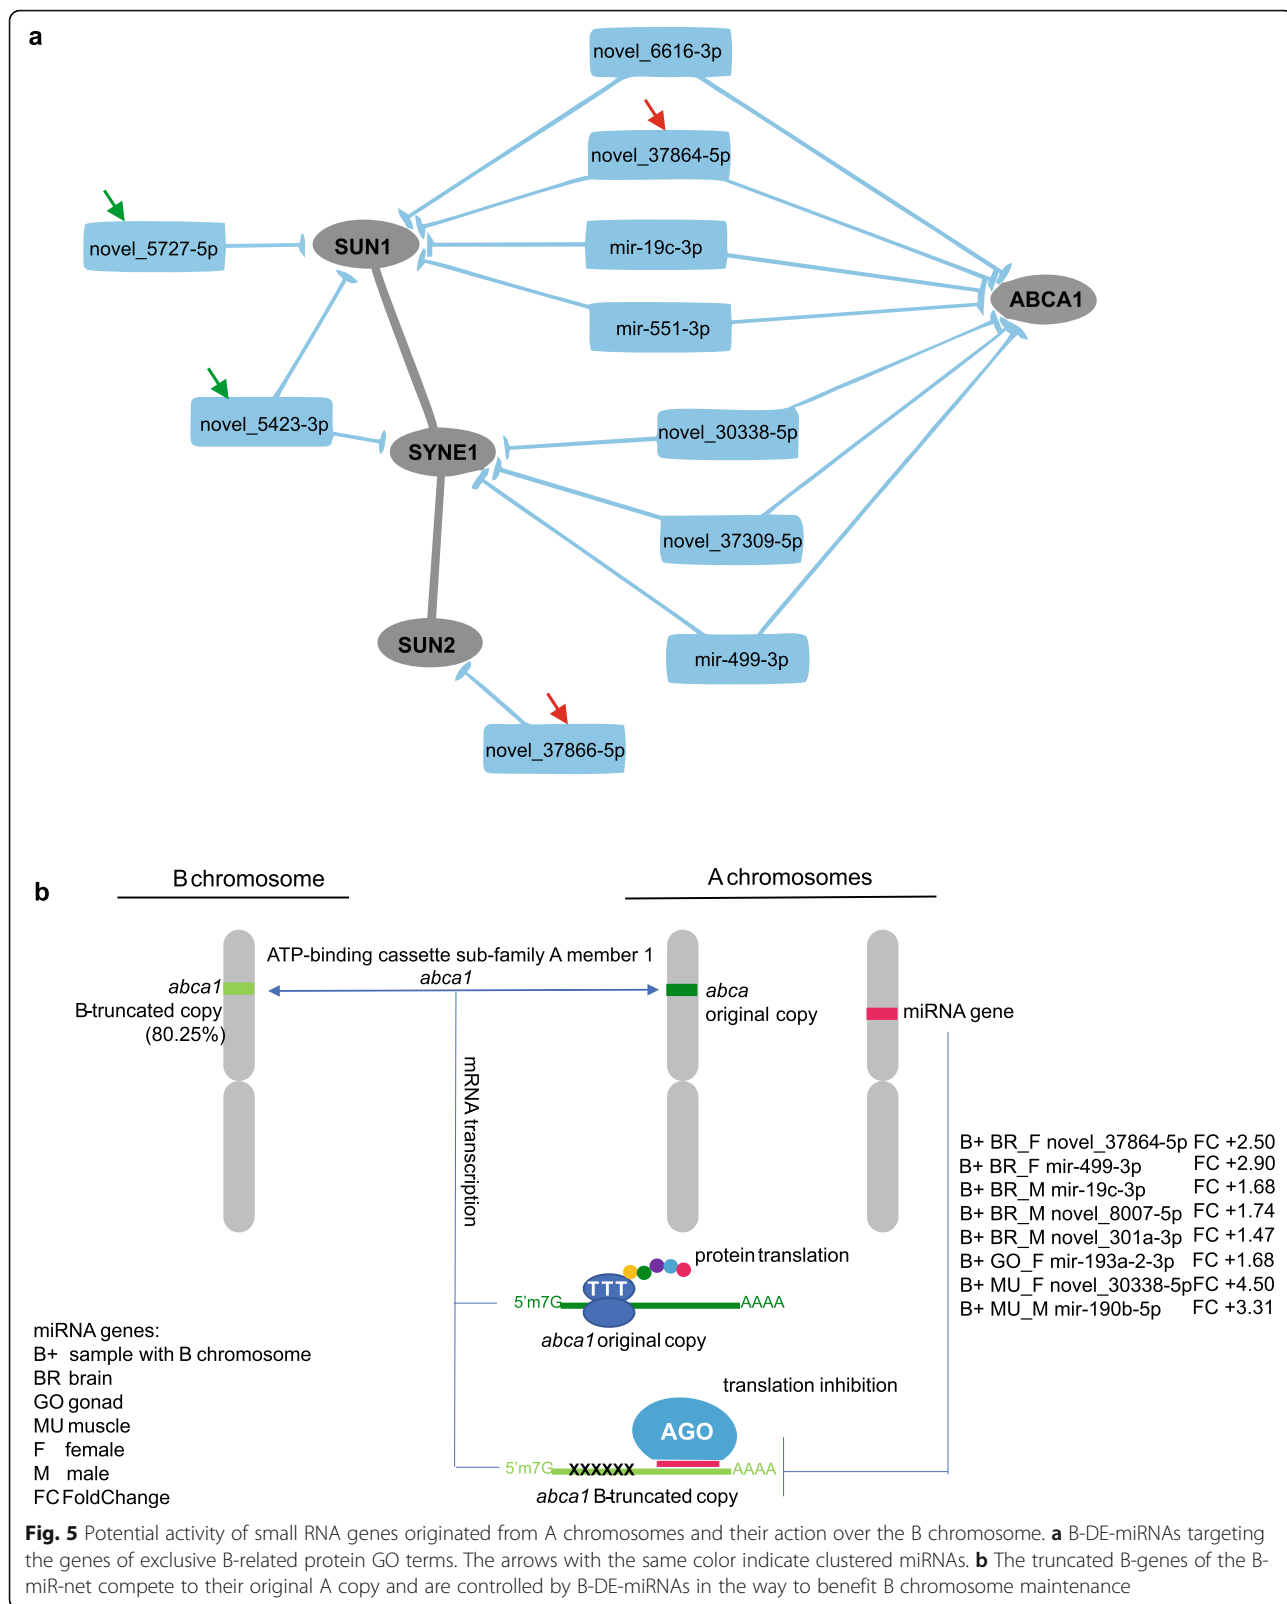 a
novel_6616-3p
novel_37864-5p
novel_5727-5p
SUN1
mir-19c-3p
ABCA1
mir-551-3p
novel_5423-3p
novel_30338-5p
SYNE1
novel_37309-5p
SUN2
mir-499-3p
novel_37866-5p
b
B chromosome
A chromosomes
ATP-binding cassette sub-family A member 1
abca1
abca1
B-truncated copy
(80.25%)
abca
original copy
miRNA gene
mRNA transcription
B+ BR_F novel_37864-5p FC +2.50
B+ BR_F mir-499-3p FC +2.90
B+ BR_M mir-19c-3p FC +1.68
B+ BR_M novel_8007-5p FC +1.74
B+ BR_M novel_301a-3p FC +1.47
B+ GO_F mir-193a-2-3p FC +1.68
B+ MU_F novel_30338-5p FC +4.50
B+ MU_M mir-190b-5p FC +3.31
protein translation
TTT
5'm7G AAAA
abca1 original copy
translation inhibition
AGO
5'm7G XXXXXX AAAA
abca1 B-truncated copy
miRNA genes:
B+ sample with B chromosome
BR brain
GO gonad
MU muscle
F female
M male
FC FoldChange
Fig. 5 Potential activity of small RNA genes originated from A chromosomes and their action over the B chromosome. a B-DE-miRNAs targeting
the genes of exclusive B-related protein GO terms. The arrows with the same color indicate clustered miRNAs. b The truncated B-genes of the B-
miR-net compete to their original A copy and are controlled by B-DE-miRNAs in the way to benefit B chromosome maintenance